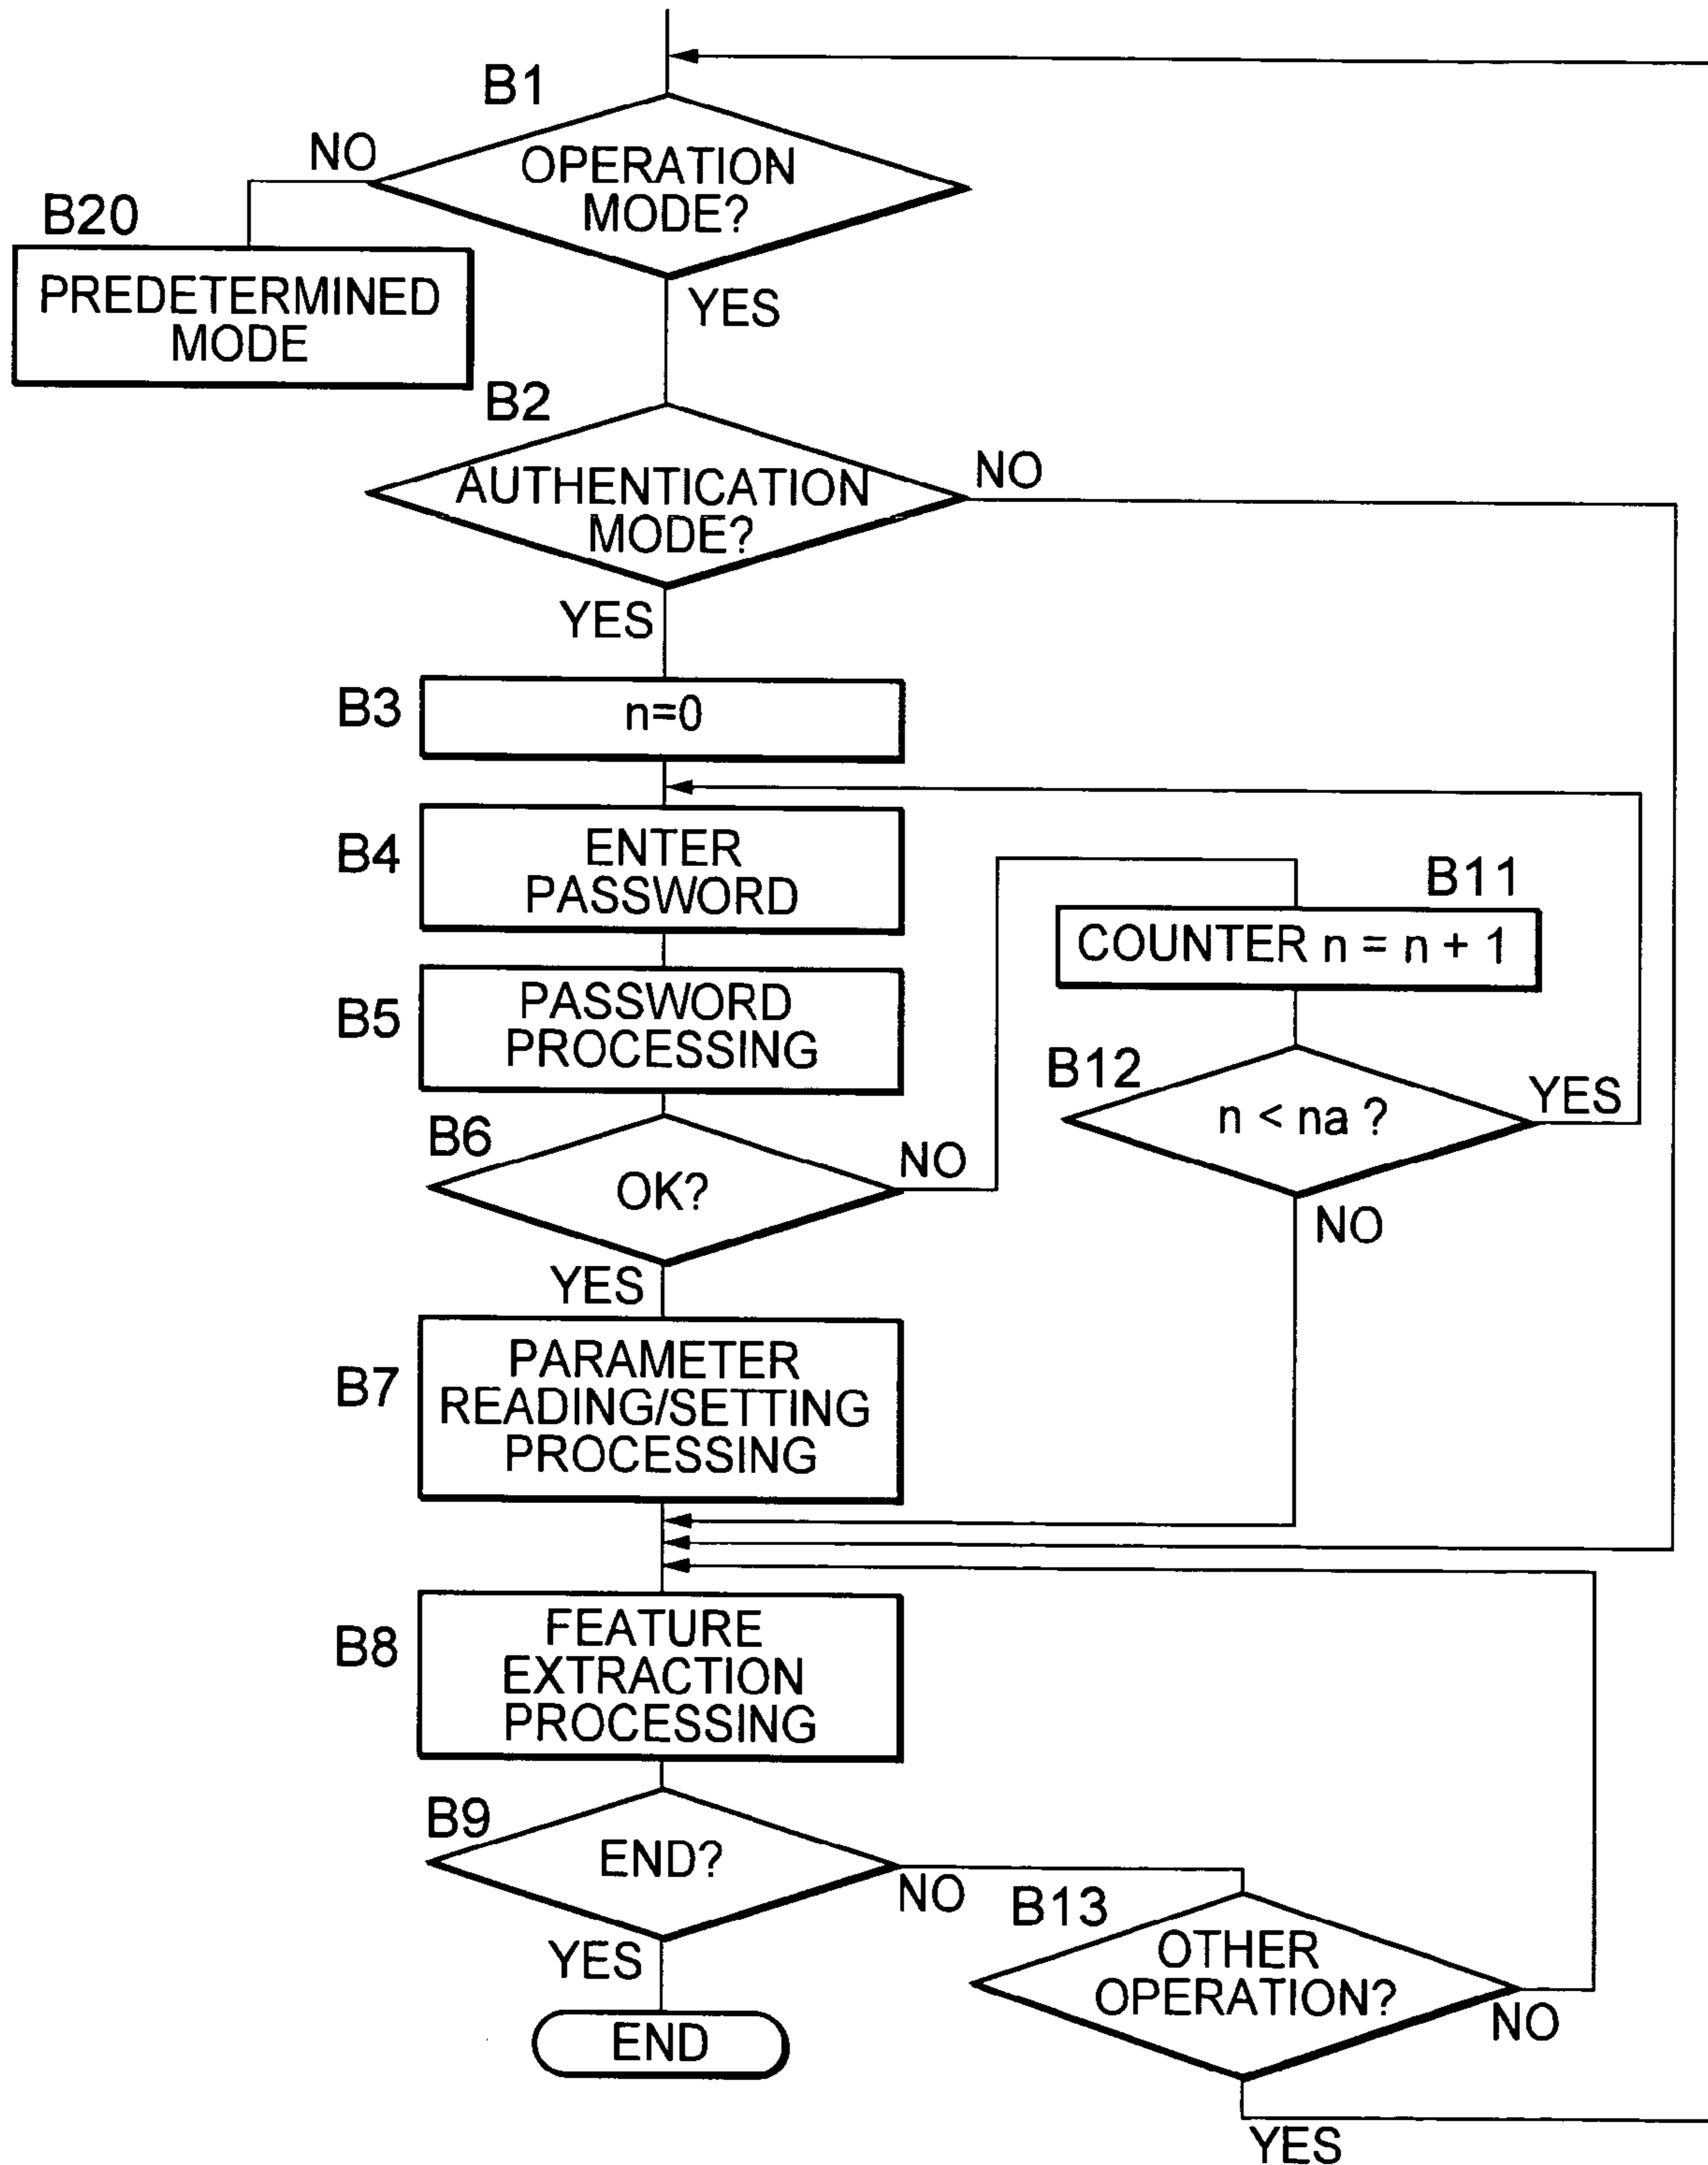 B1
OPERATION
MODE?
NO
B20
PREDETERMINED
MODE
YES
B2
AUTHENTICATION
MODE?
NO
YES
B3
n=0
B4
ENTER
PASSWORD
B11
COUNTER n = n + 1
B5
PASSWORD
PROCESSING
B12
n < na ?
YES
B6
OK?
NO
NO
YES
B7
PARAMETER
READING/SETTING
PROCESSING
B8
FEATURE
EXTRACTION
PROCESSING
B9
END?
NO
B13
OTHER
OPERATION?
NO
YES
END
YES